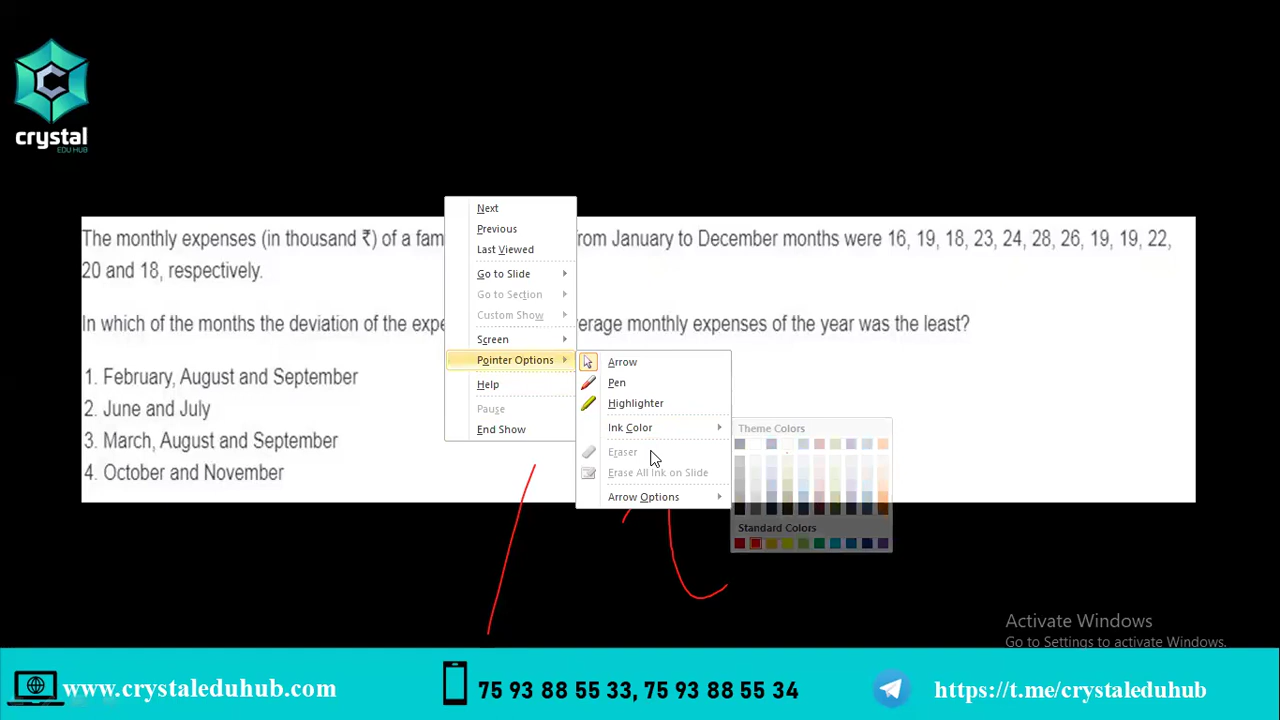 crystal
EDU HUB
The monthly expenses (in thousand ₹) of a fam
rom January to December months were 16, 19, 18, 23, 24, 28, 26, 19, 19, 22,
20 and 18, respectively.
In which of the months the deviation of the expe
verage monthly expenses of the year was the least?
1. February, August and September
2. June and July
3. March, August and September
4. October and November
Next
Previous
Last Viewed
Go to Slide
Go to Section
Custom Show
Screen
Pointer Options
Help
Pause
End Show
Arrow
Pen
Highlighter
Ink Color
Eraser
Erase All Ink on Slide
Arrow Options
Theme Colors
Standard Colors
Activate Windows
Go to Settings to activate Windows.
www.crystaleduhub.com
75 93 88 55 33, 75 93 88 55 34
https://t.me/crystaleduhub